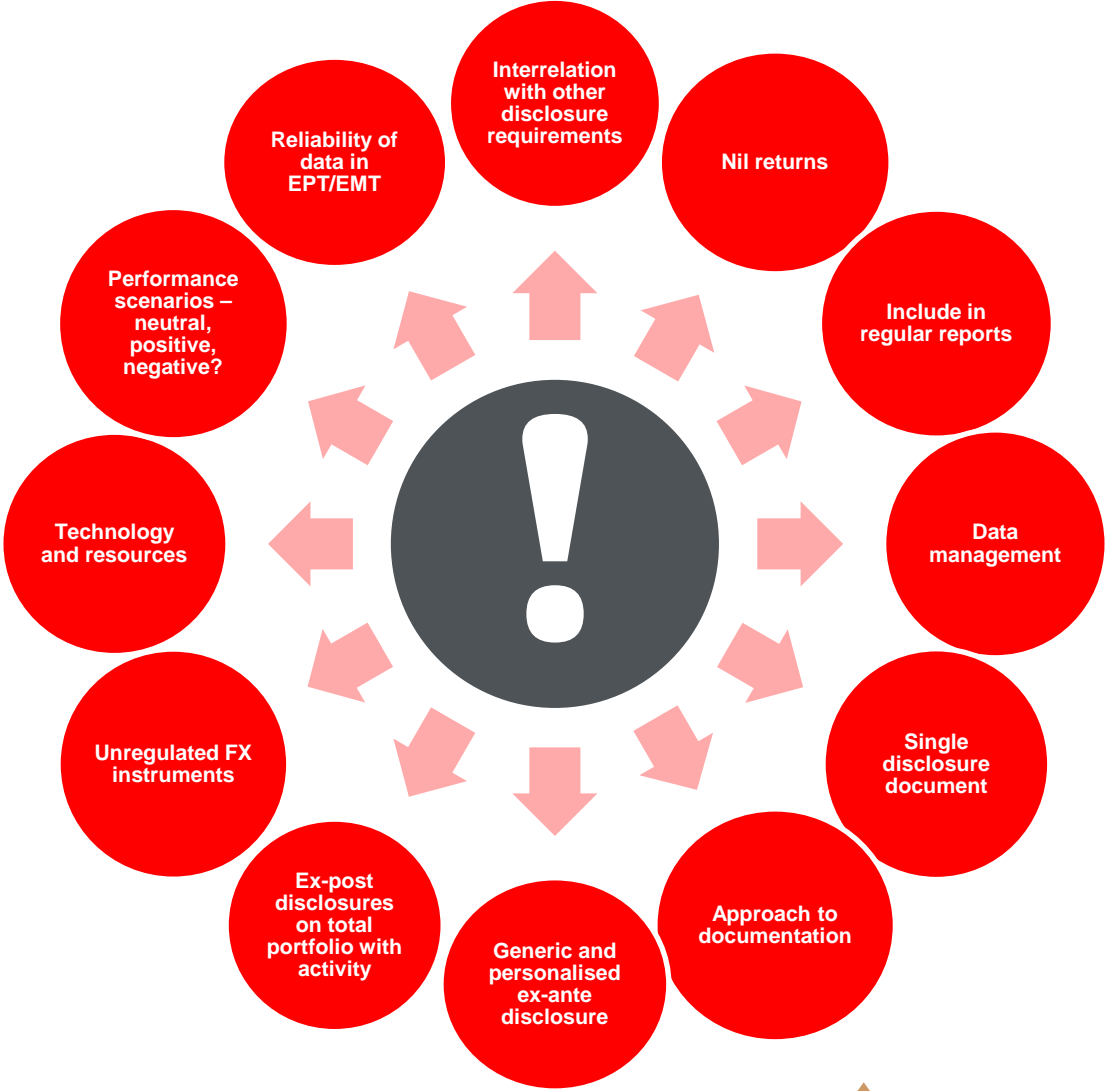 Interrelation
with other
disclosure
requirements
Nil returns
Include in
regular reports
Data
management
Single
disclosure
document
Approach to
documentation
Generic and
personalised
ex-ante
disclosure
Ex-post
disclosures
on total
portfolio with
activity
Unregulated FX
instruments
Technology
and resources
Performance
scenarios –
neutral,
positive,
negative?
Reliability of
data in
EPT/EMT
!